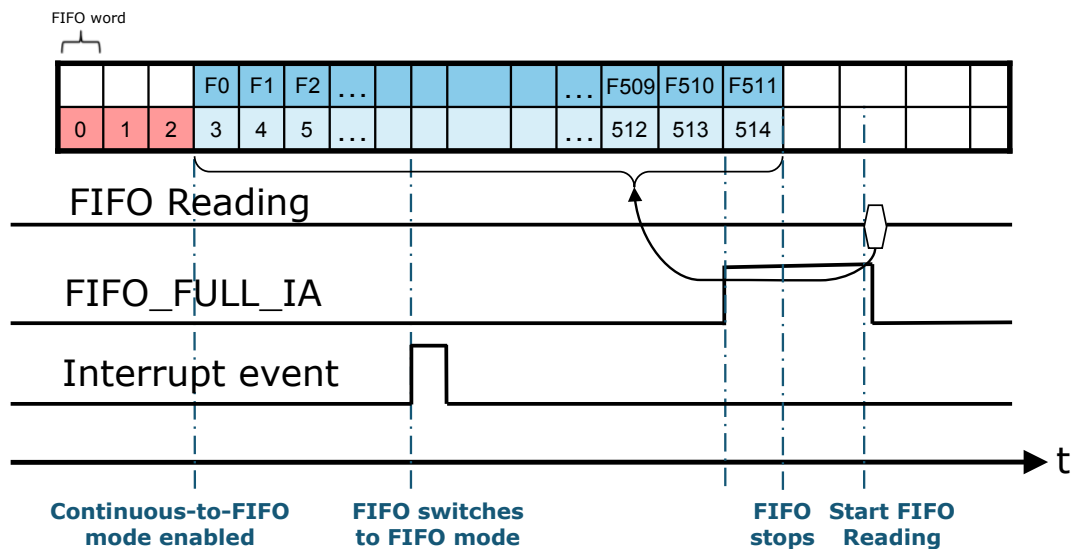 FIFO word
F0 F1 F2 ... ... F509 F510 F511
0 1 2 3 4 5 ... ... 512 513 514
FIFO Reading
FIFO_FULL_IA
Interrupt event
t
Continuous-to-FIFO
mode enabled
FIFO switches
to FIFO mode
FIFO
stops
Start FIFO
Reading